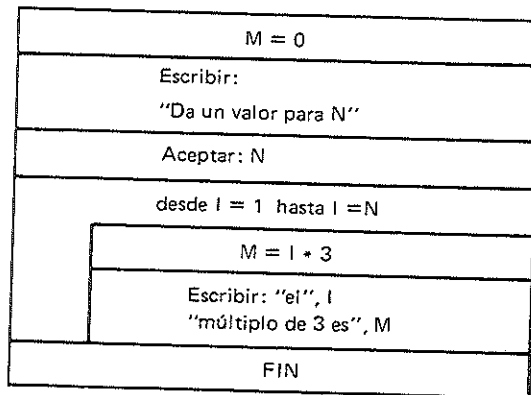 M = 0
Escribir:
"Da un valor para N"
Aceptar: N
desde I = 1 hasta I = N
M = I * 3
Escribir: "el", I
"múltiplo de 3 es", M
FIN